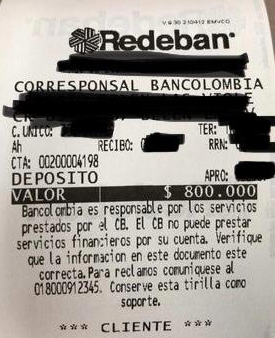 V 9.30 210412 EMVCO
Redeban
CORRESPONSAL BANCOLOMBIA
C.UNICO: TER:
Ah RECIBO: RRN:
CTA: 00200004198
DEPOSITO APRO:
VALOR $ 800.000
Bancolombia es responsable por los servicios
prestados por el CB. El CB no puede prestar
servicios financieros por su cuenta. Verifique
que la informacion en este documento este
correcta.Para reclamos comuniquese al
018000912345. Conserve esta tirilla como
soporte.
*** CLIENTE ***